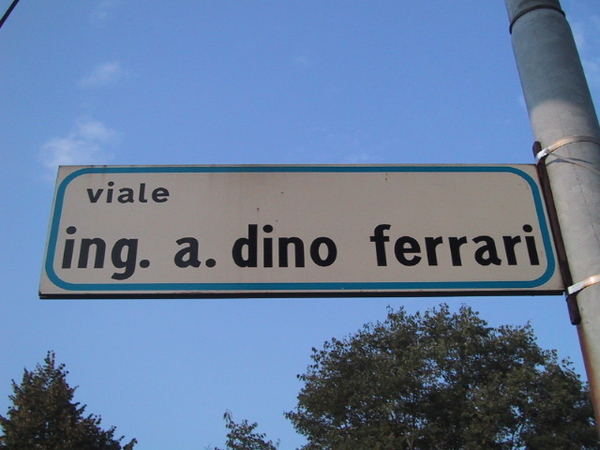 viale
ing. a. dino ferrari